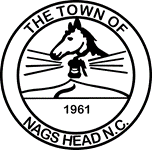 THE TOWN OF
1961
NAGS HEAD N.C.